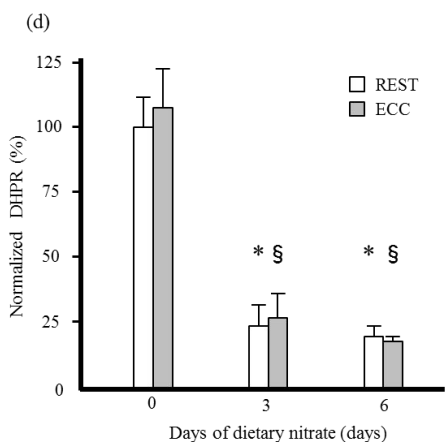 (d)
125
100
75
50
25
0
Normalized DHPR (%)
REST
ECC
* §
* §
0
3
6
Days of dietary nitrate (days)